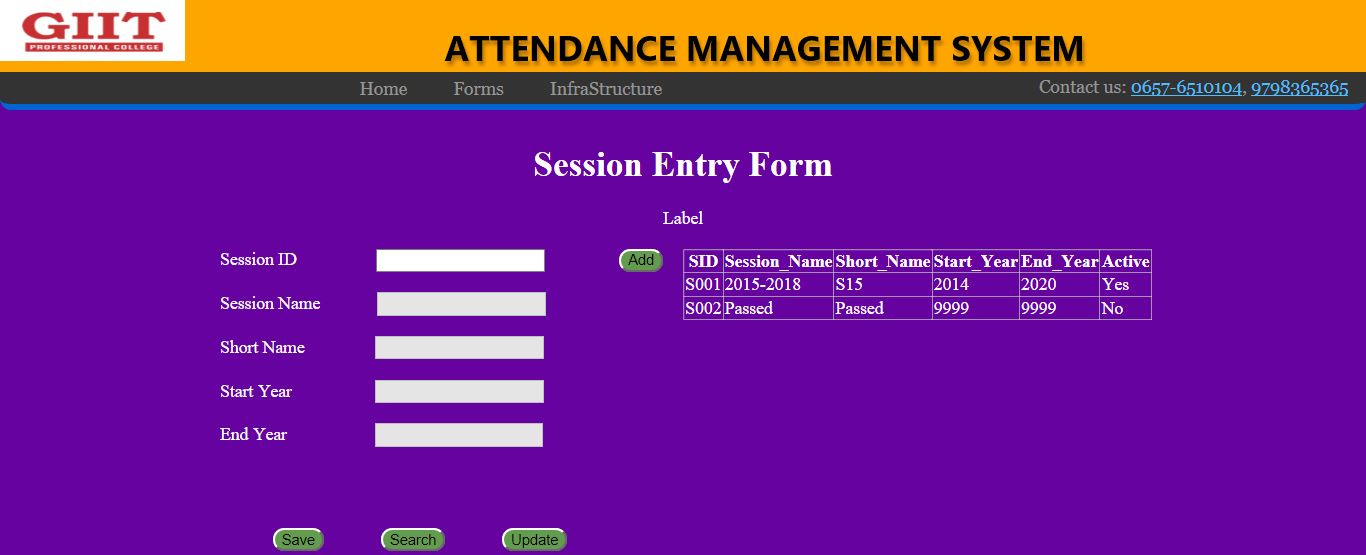 GIIT
PROFESSIONAL COLLEGE
ATTENDANCE MANAGEMENT SYSTEM
Home Forms InfraStructure Contact us: 0657-6510104, 9798365365
Session Entry Form
Label
Session ID Add
Session Name
Short Name
Start Year
End Year
SID Session_Name Short_Name Start_Year End_Year Active
S001 2015-2018 S15 2014 2020 Yes
S002 Passed Passed 9999 9999 No
Save Search Update